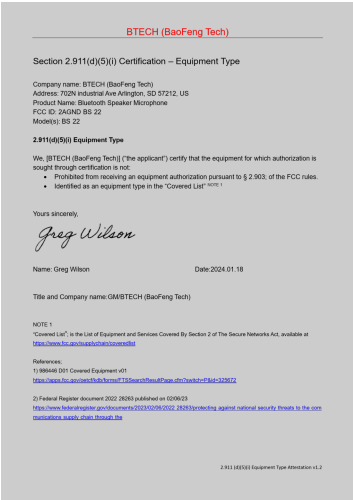 BTECH (BaoFeng Tech)
Section 2.911(d)(5)(i) Certification – Equipment Type
Company name: BTECH (BaoFeng Tech)
Address: 702N industrial Ave Arlington, SD 57212, US
Product Name: Bluetooth Speaker Microphone
FCC ID: 2AGND BS 22
Model(s): BS 22
2.911(d)(5)(i) Equipment Type
We, [BTECH (BaoFeng Tech)] (“the applicant”) certify that the equipment for which authorization is
sought through certification is not:
• Prohibited from receiving an equipment authorization pursuant to § 2.903; of the FCC rules.
• Identified as an equipment type in the “Covered List” NOTE 1
Yours sincerely,
Greg Wilson
Name: Greg Wilson Date:2024.01.18
Title and Company name:GM/BTECH (BaoFeng Tech)
NOTE 1
“Covered List”; is the List of Equipment and Services Covered By Section 2 of The Secure Networks Act, available at
https://www.fcc.gov/supplychain/coveredlist
References;
1) 986446 D01 Covered Equipment v01
https://apps.fcc.gov/oetcf/kdb/forms/FTSSearchResultPage.cfm?switch=P&id=325672
2) Federal Register document 2022 28263 published on 02/06/23
https://www.federalregister.gov/documents/2023/02/06/2022 28263/protecting against national security threats to the com
munications supply chain through the
2.911 (d)(5)(i) Equipment Type Attestation v1.2